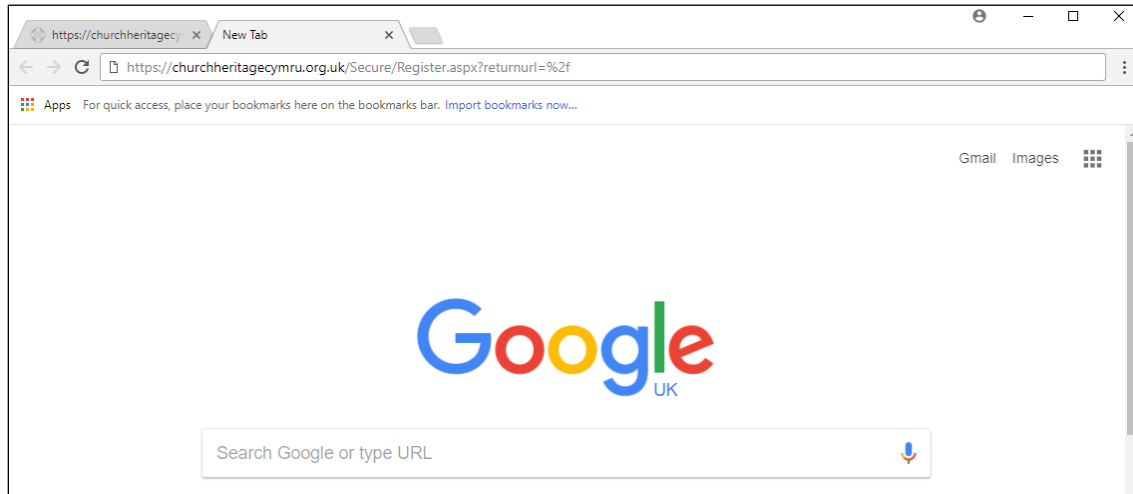 https://churchheritagecy
New Tab
https://churchheritagecymru.org.uk/Secure/Register.aspx?returnurl=%2f
Apps For quick access, place your bookmarks here on the bookmarks bar. Import bookmarks now...
Gmail Images
Google
UK
Search Google or type URL